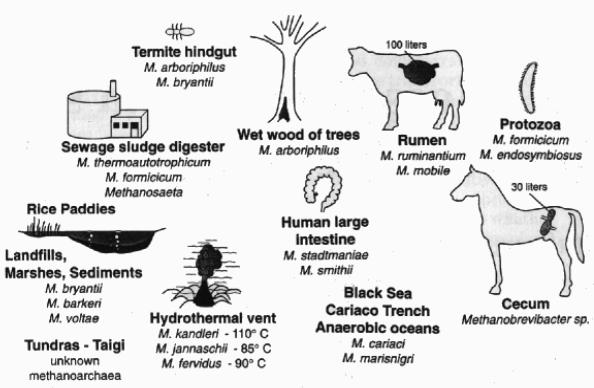 Termite hindgut
M. arboriphilus
M. bryantii
Sewage sludge digester
M. thermoautotrophicum
M. formicicum
Methanosaeta
Wet wood of trees
M. arboriphilus
100 liters
Rumen
M. ruminantium
M. mobile
Protozoa
M. formicicum
M. endosymbiosus
Rice Paddies
Landfills,
Marshes, Sediments
M. bryantii
M. barkeri
M. voltae
Tundras - Taigi
unknown
methanoarchaea
Hydrothermal vent
M. kandleri - 110° C
M. jannaschii - 85° C
M. fervidus - 90° C
Human large
Intestine
M. stadtmaniae
M. smithii
Black Sea
Cariaco Trench
Anaerobic oceans
M. cariaci
M. marisnigri
30 liters
Cecum
Methanobrevibacter sp.